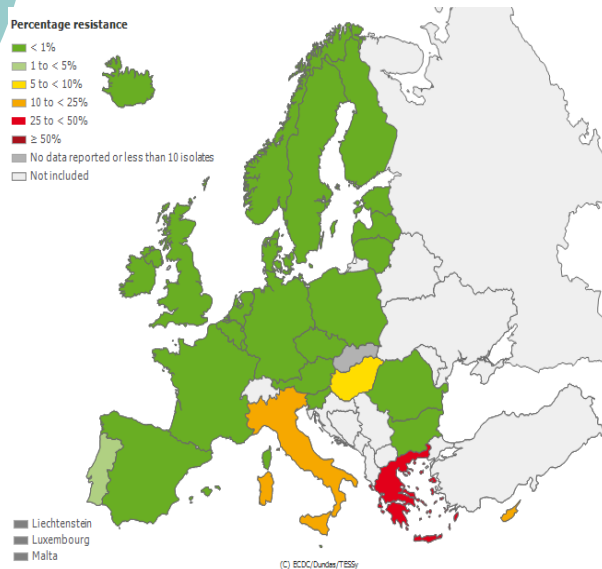 Percentage resistance
< 1%
1 to < 5%
5 to < 10%
10 to < 25%
25 to < 50%
≥ 50%
No data reported or less than 10 isolates
Not included
Liechtenstein
Luxembourg
Malta
(C) ECDC/Dundas/TESSy